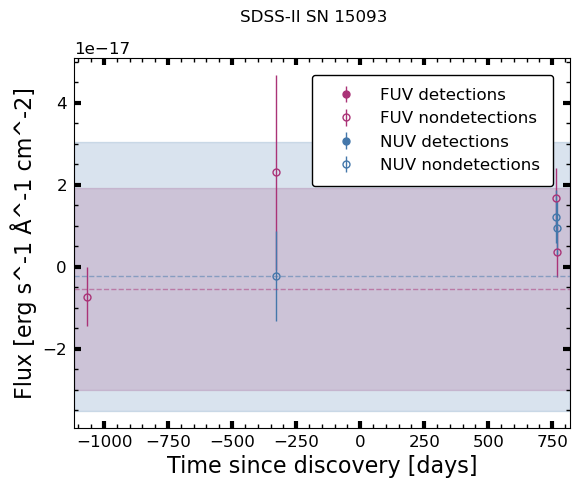 SDSS-II SN 15093
1e−17
FUV detections
FUV nondetections
NUV detections
NUV nondetections
4
2
0
−2
Flux [erg s^-1 Å^-1 cm^-2]
−1000 −750 −500 −250 0 250 500 750
Time since discovery [days]